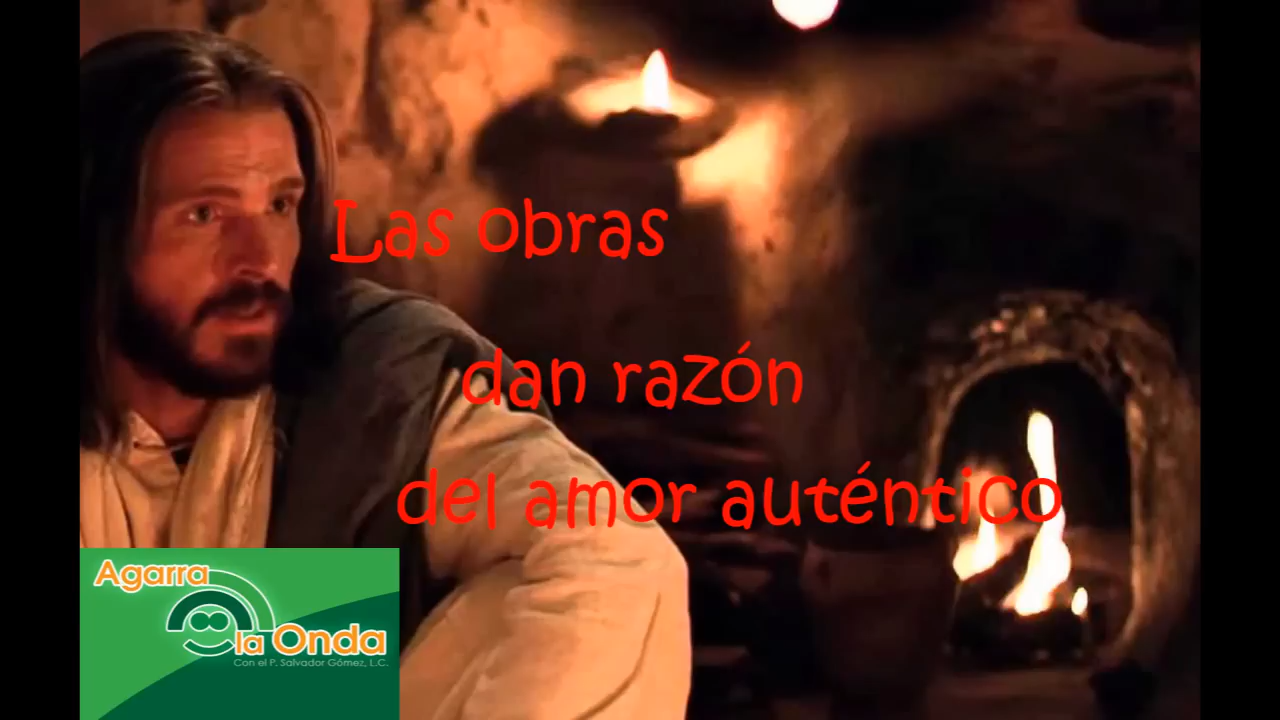 Las obras
dan razón
del amor auténtico
Agarra
la Onda
Con el P. Salvador Gómez, L.C.